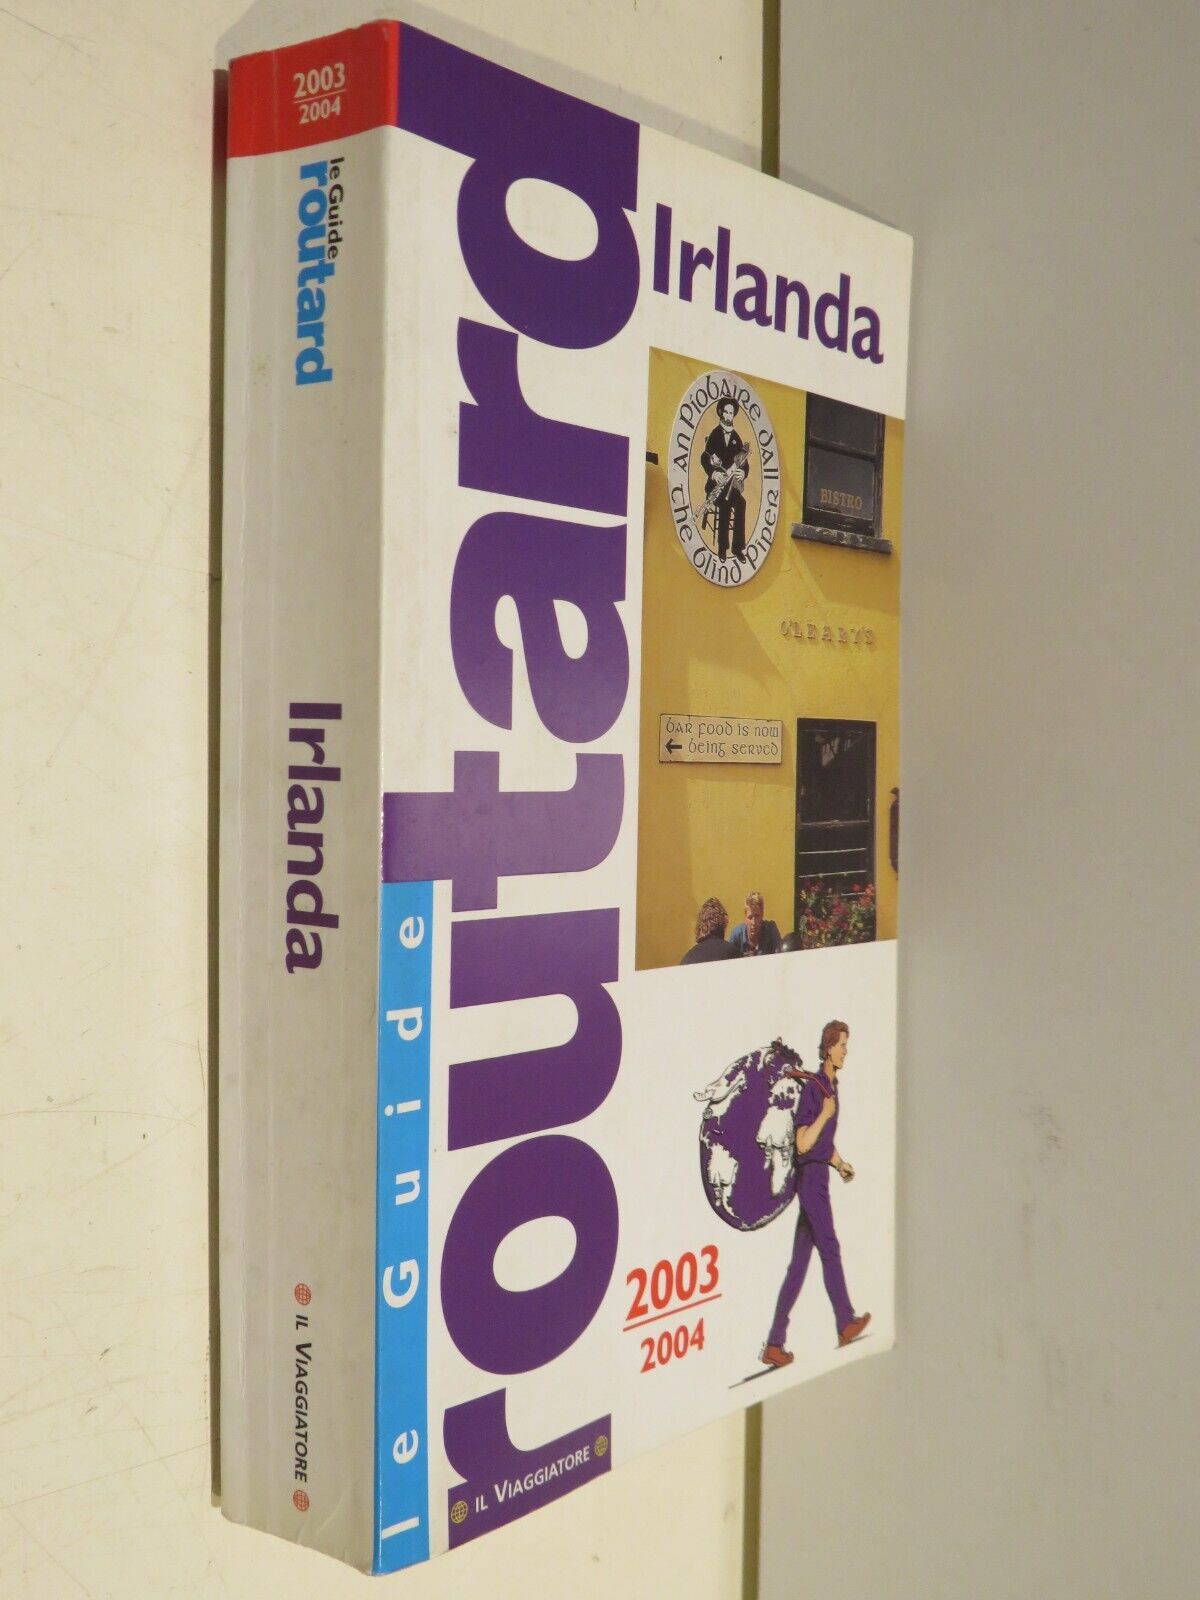 2003
2004
le Guide
routard
Irlanda
IL VIAGGIATORE
le Guide
routard
Irlanda
AN PÍOBAIRE DALL
THE BLIND PIPER
BISTRO
O'LEARY'S
BAR FOOD IS NOW
← BEING SERVED
2003
2004
IL VIAGGIATORE